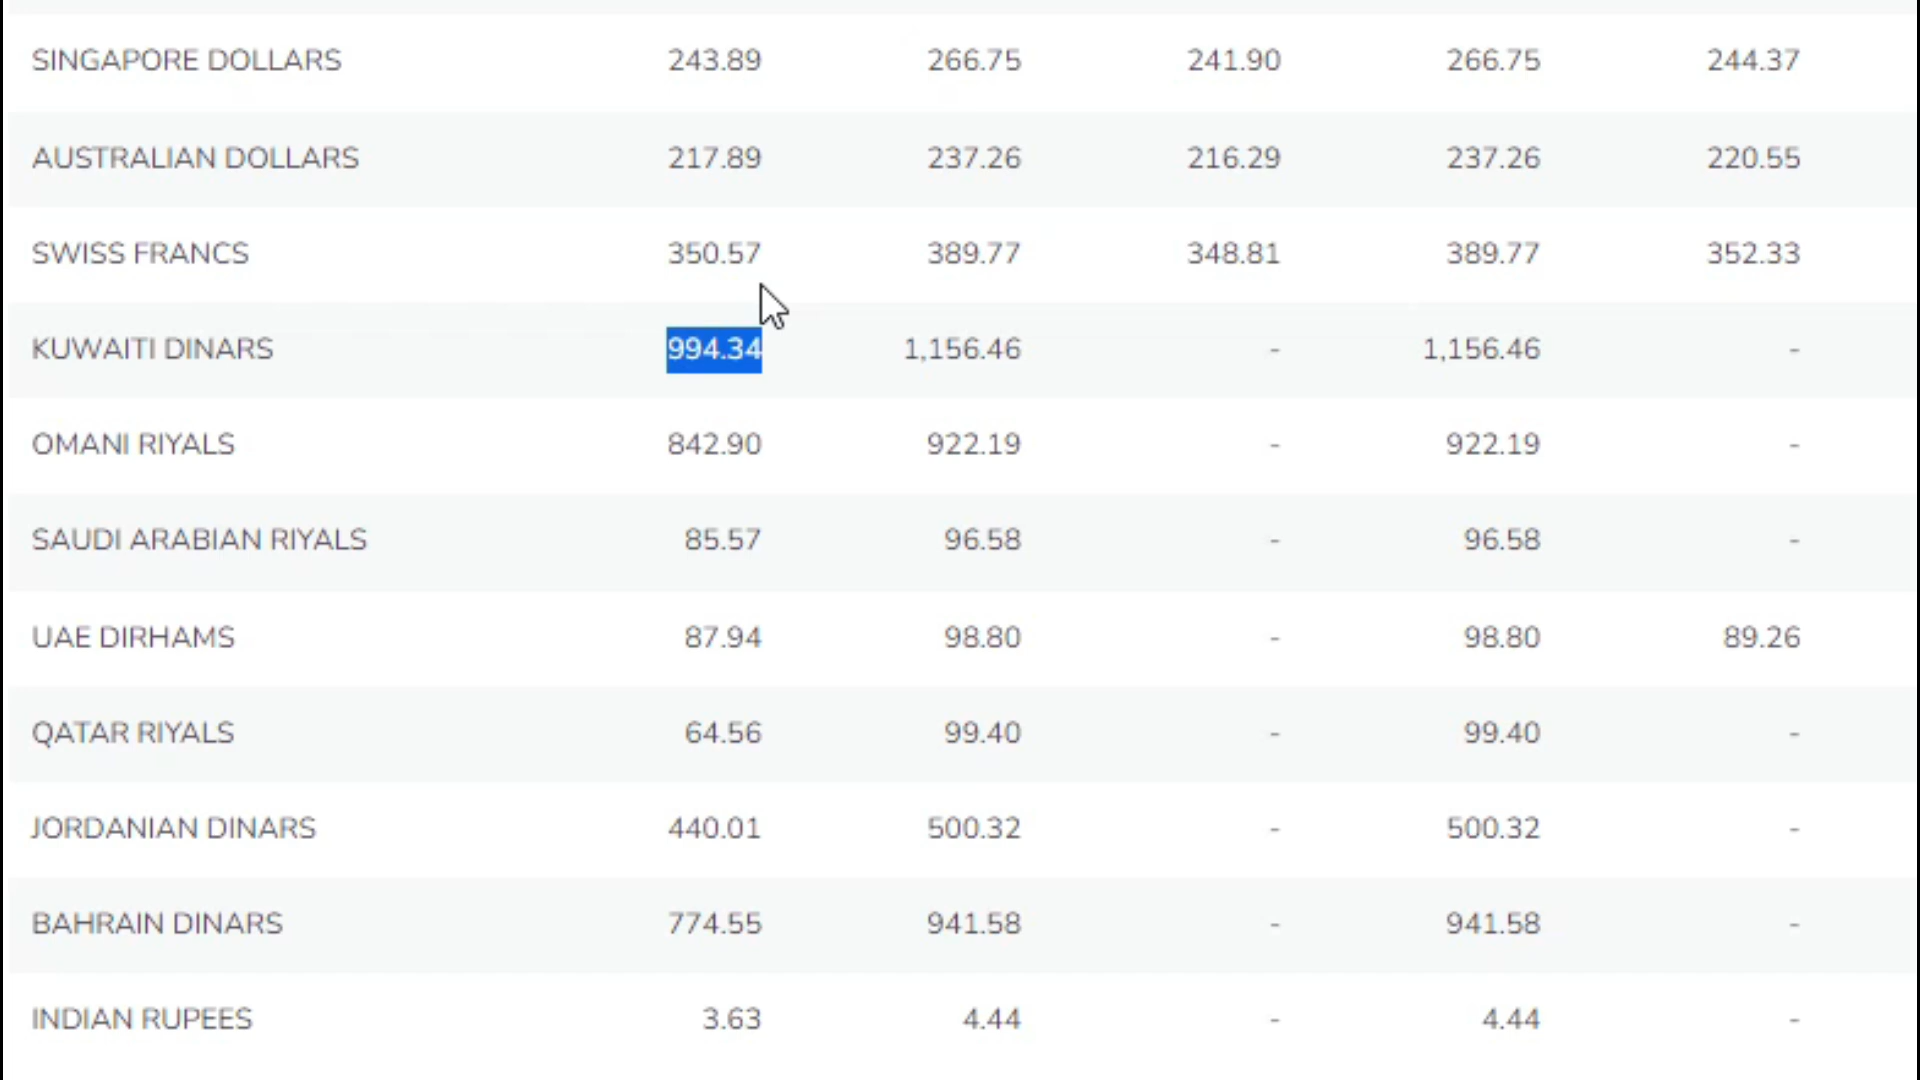 SINGAPORE DOLLARS 243.89 266.75 241.90 266.75 244.37
AUSTRALIAN DOLLARS 217.89 237.26 216.29 237.26 220.55
SWISS FRANCS 350.57 389.77 348.81 389.77 352.33
KUWAITI DINARS 994.34 1,156.46 - 1,156.46 -
OMANI RIYALS 842.90 922.19 - 922.19 -
SAUDI ARABIAN RIYALS 85.57 96.58 - 96.58 -
UAE DIRHAMS 87.94 98.80 - 98.80 89.26
QATAR RIYALS 64.56 99.40 - 99.40 -
JORDANIAN DINARS 440.01 500.32 - 500.32 -
BAHRAIN DINARS 774.55 941.58 - 941.58 -
INDIAN RUPEES 3.63 4.44 - 4.44 -